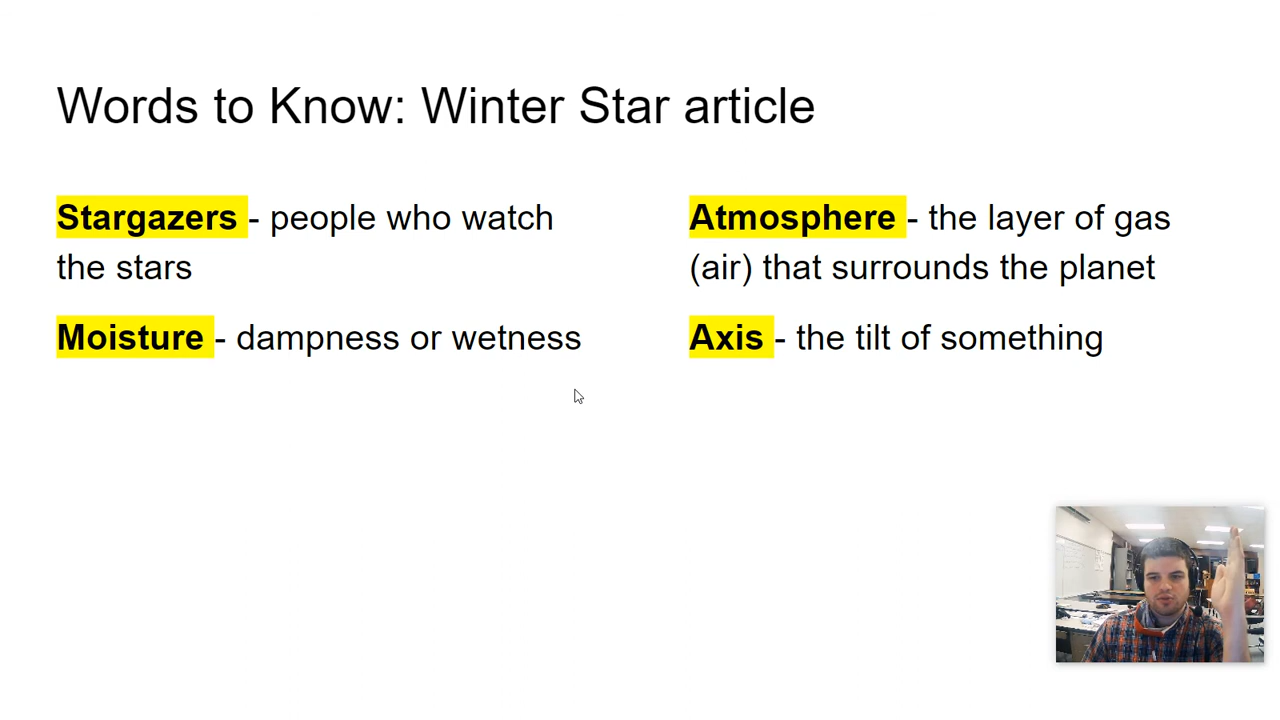 Words to Know: Winter Star article
Stargazers - people who watch
the stars
Moisture - dampness or wetness
Atmosphere - the layer of gas
(air) that surrounds the planet
Axis - the tilt of something